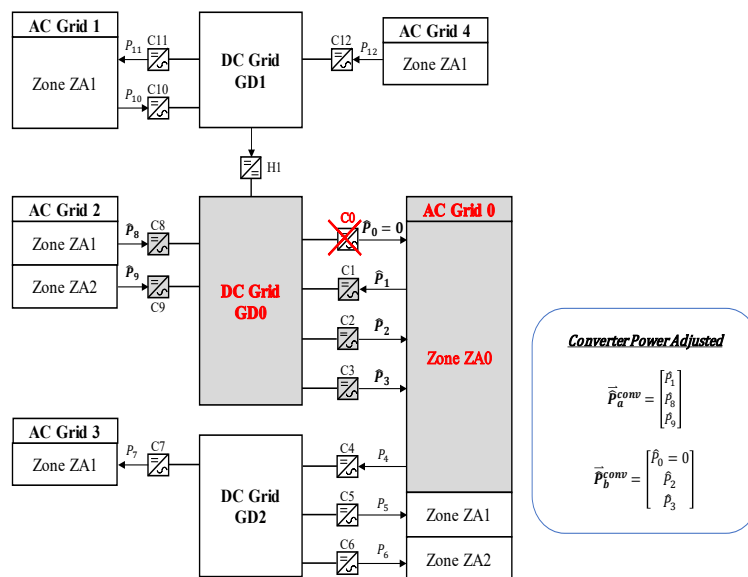 AC Grid 1
Zone ZA1
P₁₁
C11
P₁₀
C10
DC Grid
GD1
C12
P₁₂
AC Grid 4
Zone ZA1
H1
AC Grid 2
Zone ZA1
Zone ZA2
P̂₈
C8
P̂₉
C9
DC Grid
GD0
C0
P̂₀ = 0
C1
P̂₁
C2
P̂₂
C3
P̂₃
AC Grid 0
Zone ZA0
Zone ZA1
Zone ZA2
AC Grid 3
Zone ZA1
P₇
C7
DC Grid
GD2
C4
P₄
C5
P₅
C6
P₆
Converter Power Adjusted
P̂ₐᶜᵒⁿᵛ = [P̂₁
P̂₈
P̂₉]
P̂_b^conv = [P̂₀ = 0
P̂₂
P̂₃]